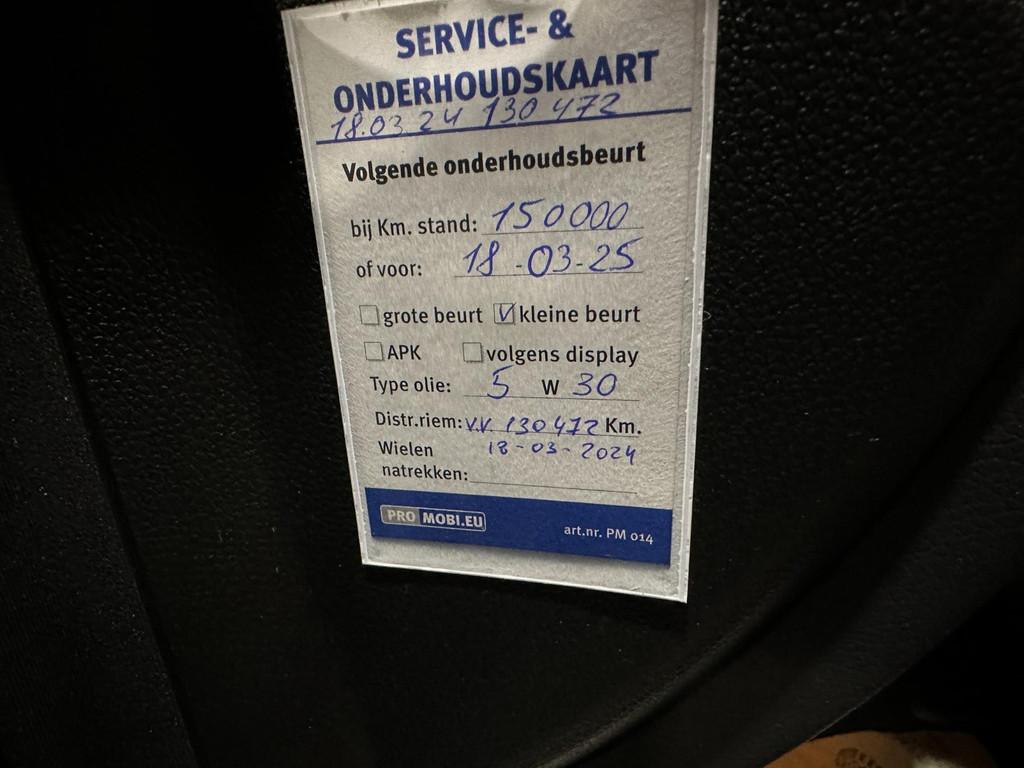 SERVICE- &
ONDERHOUDSKAART
18.03 24 130 472
Volgende onderhoudsbeurt
bij Km. stand: 150000
of voor: 18-03-25
grote beurt V kleine beurt
APK volgens display
Type olie: 5 W 30
Distr.riem: v.v. 130472 Km.
Wielen 18-03-2024
natrekken:
PRO MOBI.EU art.nr. PM 014